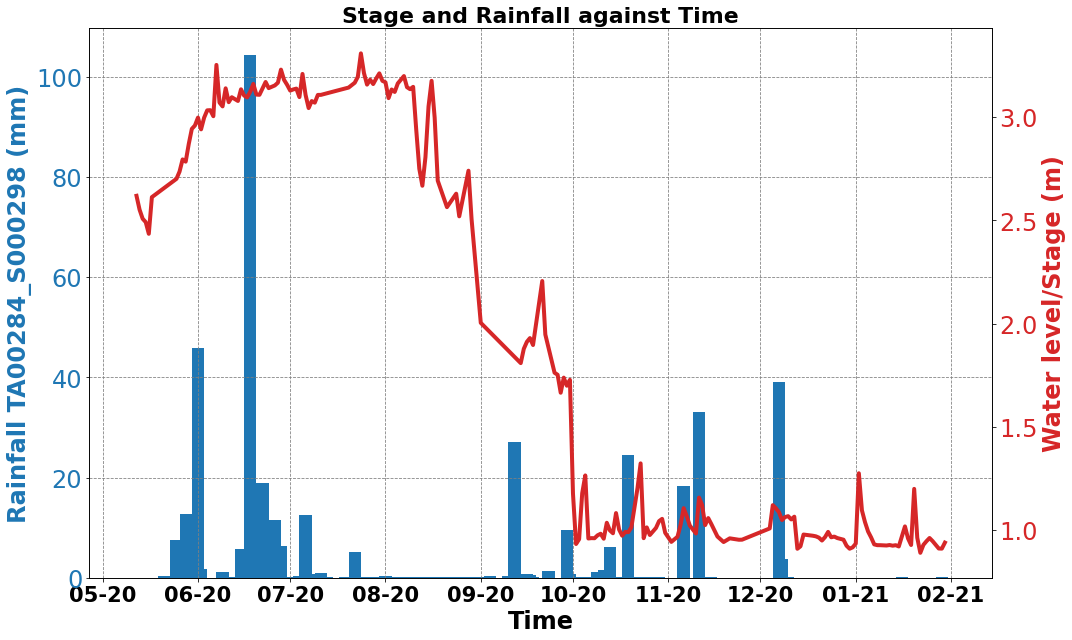 Stage and Rainfall against Time
Rainfall TA00284_S000298 (mm)
100
80
60
40
20
0
3.0
2.5
2.0
1.5
1.0
Water level/Stage (m)
05-20 06-20 07-20 08-20 09-20 10-20 11-20 12-20 01-21 02-21
Time